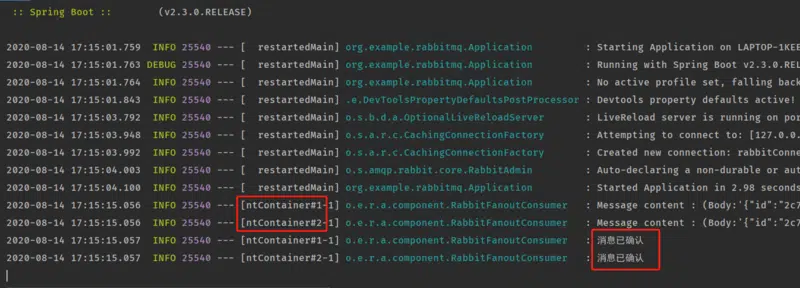 :: Spring Boot ::        (v2.3.0.RELEASE)
2020-08-14 17:15:01.759  INFO 25540 --- [  restartedMain] org.example.rabbitmq.Application         : Starting Application on LAPTOP-1KEE
2020-08-14 17:15:01.763 DEBUG 25540 --- [  restartedMain] org.example.rabbitmq.Application         : Running with Spring Boot v2.3.0.REL
2020-08-14 17:15:01.764  INFO 25540 --- [  restartedMain] org.example.rabbitmq.Application         : No active profile set, falling back
2020-08-14 17:15:01.843  INFO 25540 --- [  restartedMain] .e.DevToolsPropertyDefaultsPostProcessor : Devtools property defaults active!
2020-08-14 17:15:03.792  INFO 25540 --- [  restartedMain] o.s.b.d.a.OptionalLiveReloadServer       : LiveReload server is running on por
2020-08-14 17:15:03.948  INFO 25540 --- [  restartedMain] o.s.a.r.c.CachingConnectionFactory       : Attempting to connect to: [127.0.0.
2020-08-14 17:15:03.992  INFO 25540 --- [  restartedMain] o.s.a.r.c.CachingConnectionFactory       : Created new connection: rabbitConne
2020-08-14 17:15:04.003  INFO 25540 --- [  restartedMain] o.s.amqp.rabbit.core.RabbitAdmin         : Auto-declaring a non-durable or aut
2020-08-14 17:15:04.100  INFO 25540 --- [  restartedMain] org.example.rabbitmq.Application         : Started Application in 2.98 seconds
2020-08-14 17:15:15.056  INFO 25540 --- [ntContainer#1-1] o.e.r.a.component.RabbitFanoutConsumer   : Message content : (Body:'{"id":"2c7
2020-08-14 17:15:15.056  INFO 25540 --- [ntContainer#2-1] o.e.r.a.component.RabbitFanoutConsumer   : Message content : (Body:'{"id":"2c7
2020-08-14 17:15:15.057  INFO 25540 --- [ntContainer#1-1] o.e.r.a.component.RabbitFanoutConsumer   : 消息已确认
2020-08-14 17:15:15.057  INFO 25540 --- [ntContainer#2-1] o.e.r.a.component.RabbitFanoutConsumer   : 消息已确认